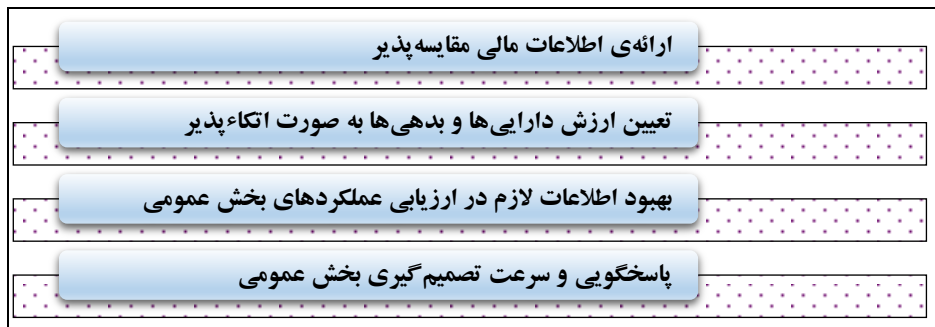 ارائه‌ی اطلاعات مالی مقایسه‌پذیر
تعیین ارزش دارایی‌ها و بدهی‌ها به صورت اتکاءپذیر
بهبود اطلاعات لازم در ارزیابی عملکردهای بخش عمومی
پاسخگویی و سرعت تصمیم‌گیری بخش عمومی